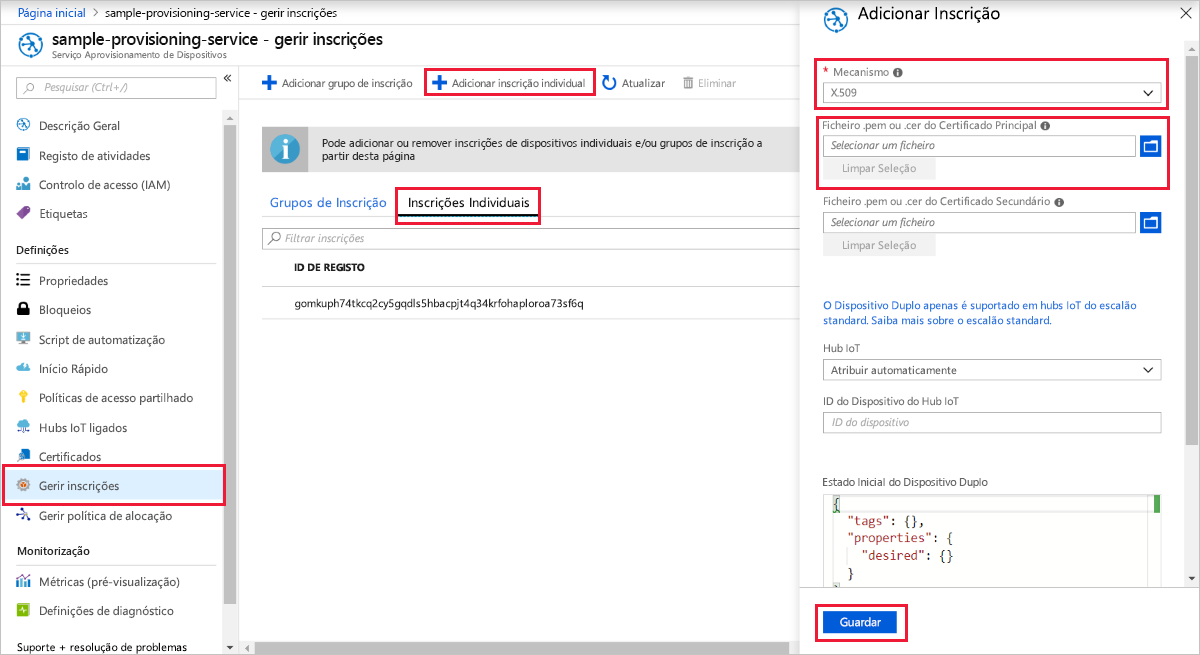 Página inicial > sample-provisioning-service - gerir inscrições
sample-provisioning-service - gerir inscrições
Serviço Aprovisionamento de Dispositivos
Pesquisar (Ctrl+/)
«
Descrição Geral
Registo de atividades
Controlo de acesso (IAM)
Etiquetas
Definições
Propriedades
Bloqueios
Script de automatização
Início Rápido
Políticas de acesso partilhado
Hubs IoT ligados
Certificados
Gerir inscrições
Gerir política de alocação
Monitorização
Métricas (pré-visualização)
Definições de diagnóstico
Suporte + resolução de problemas
Adicionar grupo de inscrição
Adicionar inscrição individual
Atualizar
Eliminar
Pode adicionar ou remover inscrições de dispositivos individuais e/ou grupos de inscrição a
partir desta página
Grupos de Inscrição
Inscrições Individuais
Filtrar inscrições
ID DE REGISTO
gomkuph74tkcq2cy5gqdls5hbacpjt4q34krfohaploroa73sf6q
Adicionar Inscrição
* Mecanismo
X.509
Ficheiro .pem ou .cer do Certificado Principal
Selecionar um ficheiro
Limpar Seleção
Ficheiro .pem ou .cer do Certificado Secundário
Selecionar um ficheiro
Limpar Seleção
O Dispositivo Duplo apenas é suportado em hubs IoT do escalão
standard. Saiba mais sobre o escalão standard.
Hub IoT
Atribuir automaticamente
ID do Dispositivo do Hub IoT
ID do dispositivo
Estado Inicial do Dispositivo Duplo
{
"tags": {},
"properties": {
"desired": {}
}
}
Guardar